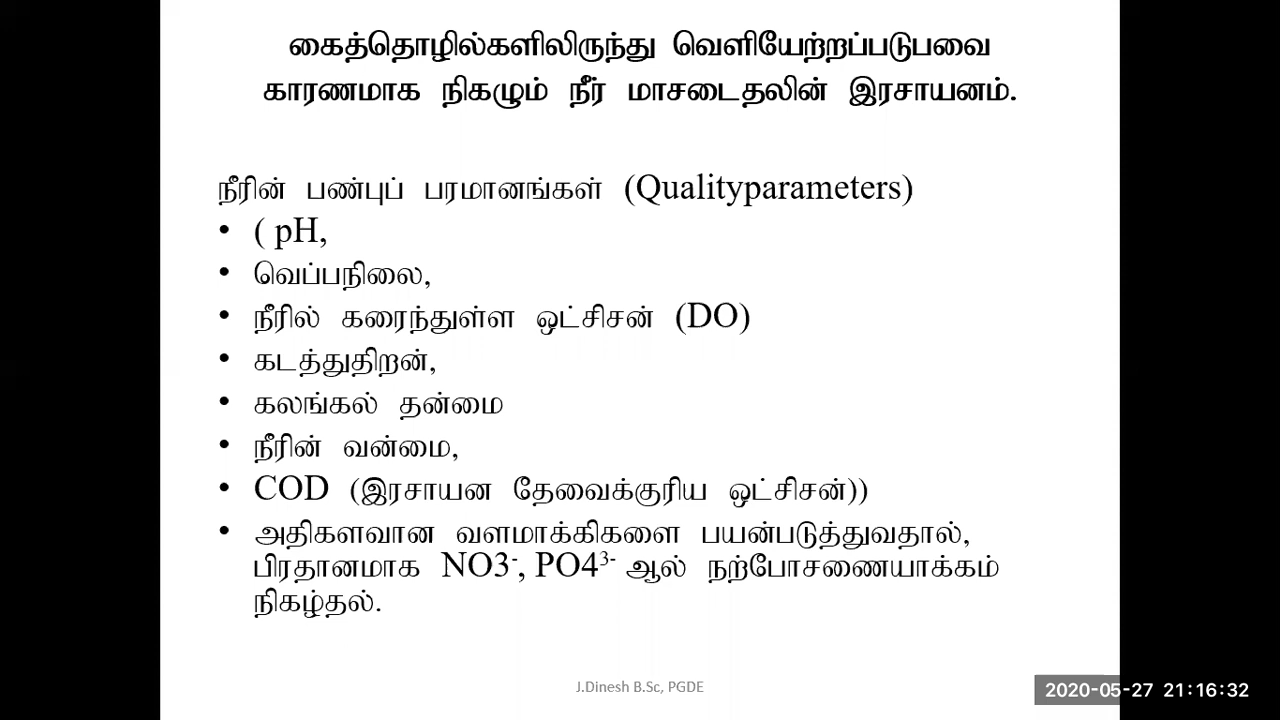 கைத்தொழில்களிலிருந்து வெளியேற்றப்படுபவை
காரணமாக நிகழும் நீர் மாசடைதலின் இரசாயனம்.
நீரின் பண்புப் பரமானங்கள் (Qualityparameters)
• ( pH,
• வெப்பநிலை,
• நீரில் கரைந்துள்ள ஒட்சிசன் (DO)
• கடத்துதிறன்,
• கலங்கல் தன்மை
• நீரின் வன்மை,
• COD (இரசாயன தேவைக்குரிய ஒட்சிசன்))
• அதிகளவான வளமாக்கிகளை பயன்படுத்துவதால்,
பிரதானமாக NO3⁻, PO4³⁻ ஆல் நற்போசணையாக்கம்
நிகழ்தல்.
J.Dinesh B.Sc, PGDE
2020-05-27 21:16:32